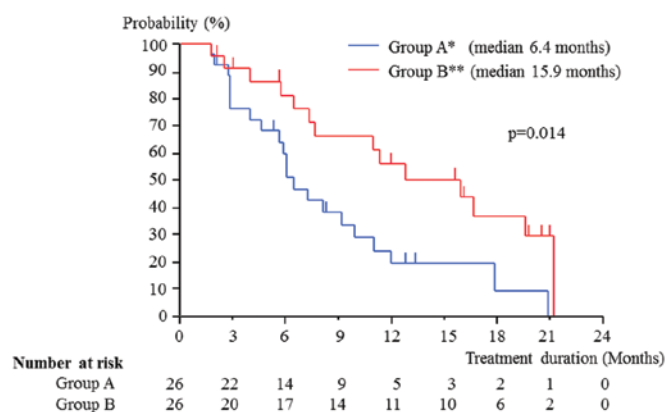 Probability (%)
Group A* (median 6.4 months)
Group B** (median 15.9 months)
p=0.014
100
90
80
70
60
50
40
30
20
10
0
0 3 6 9 12 15 18 21 24
Treatment duration (Months)
Number at risk
Group A 26 22 14 9 5 3 2 1 0
Group B 26 20 17 14 11 10 6 2 0